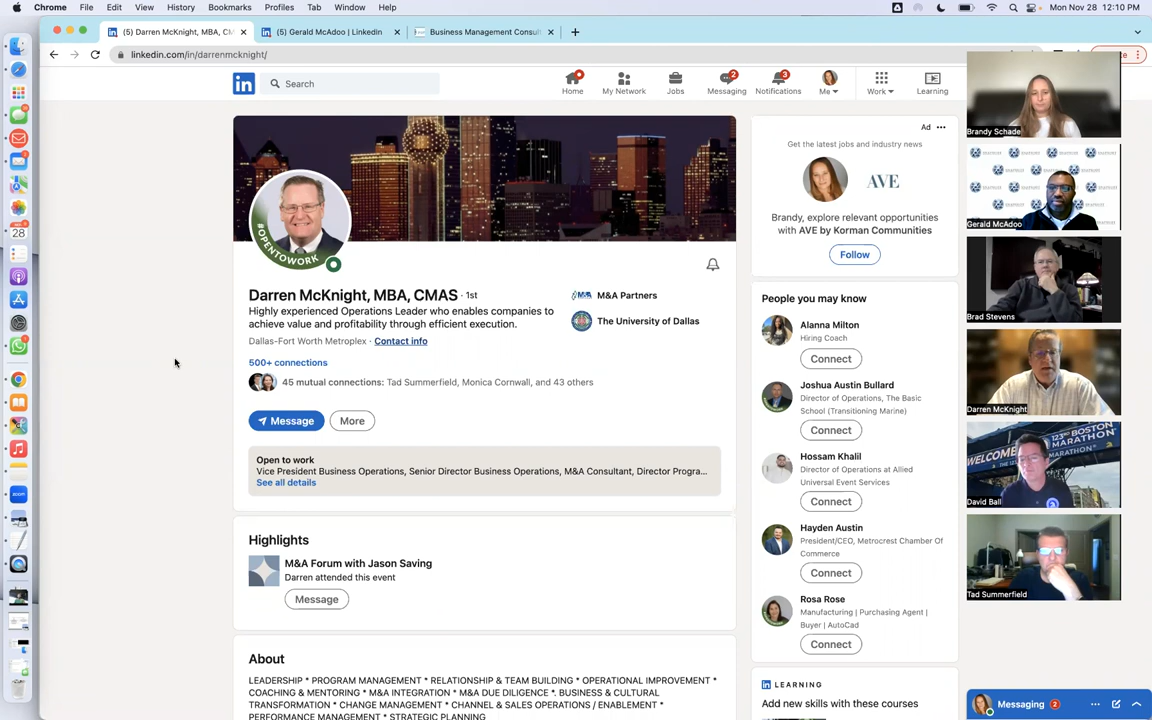 Chrome File Edit View History Bookmarks Profiles Tab Window Help
Mon Nov 28 12:10 PM
(5) Darren McKnight, MBA, CM
(5) Gerald McAdoo | LinkedIn
Business Management Consul
linkedin.com/in/darrenmcknight/
Search
Home
My Network
Jobs
2
Messaging
3
Notifications
Me
Work
Learning
28
#OPENTOWORK
Darren McKnight, MBA, CMAS · 1st
Highly experienced Operations Leader who enables companies to
achieve value and profitability through efficient execution.
Dallas-Fort Worth Metroplex · Contact info
500+ connections
45 mutual connections: Tad Summerfield, Monica Cornwall, and 43 others
Message
More
M&A Partners
The University of Dallas
Open to work
Vice President Business Operations, Senior Director Business Operations, M&A Consultant, Director Progra...
See all details
Highlights
M&A Forum with Jason Saving
Darren attended this event
Message
About
LEADERSHIP * PROGRAM MANAGEMENT * RELATIONSHIP & TEAM BUILDING * OPERATIONAL IMPROVEMENT *
COACHING & MENTORING * M&A INTEGRATION * M&A DUE DILIGENCE *. BUSINESS & CULTURAL
TRANSFORMATION * CHANGE MANAGEMENT * CHANNEL & SALES OPERATIONS / ENABLEMENT *
PERFORMANCE MANAGEMENT * STRATEGIC PLANNING
Ad
Get the latest jobs and industry news
AVE
Brandy, explore relevant opportunities
with AVE by Korman Communities
Follow
People you may know
Alanna Milton
Hiring Coach
Connect
Joshua Austin Bullard
Director of Operations, The Basic
School (Transitioning Marine)
Connect
Hossam Khalil
Director of Operations at Allied
Universal Event Services
Connect
Hayden Austin
President/CEO, Metrocrest Chamber Of
Commerce
Connect
Rosa Rose
Manufacturing | Purchasing Agent |
Buyer | AutoCad
Connect
LEARNING
Add new skills with these courses
Brandy Schade
Gerald McAdoo
Brad Stevens
Darren McKnight
WELCOME
123RD BOSTON
MARATHON
David Ball
Tad Summerfield
Messaging 2